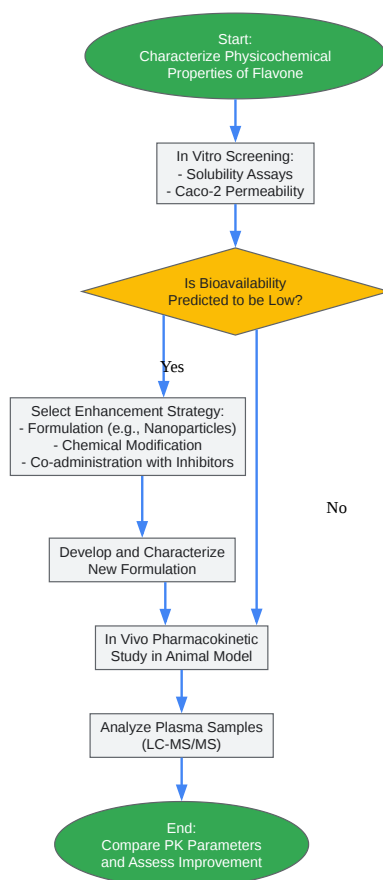 Start:
Characterize Physicochemical
Properties of Flavone
In Vitro Screening:
- Solubility Assays
- Caco-2 Permeability
Is Bioavailability
Predicted to be Low?
Yes
Select Enhancement Strategy:
- Formulation (e.g., Nanoparticles)
- Chemical Modification
- Co-administration with Inhibitors
No
Develop and Characterize
New Formulation
In Vivo Pharmacokinetic
Study in Animal Model
Analyze Plasma Samples
(LC-MS/MS)
End:
Compare PK Parameters
and Assess Improvement